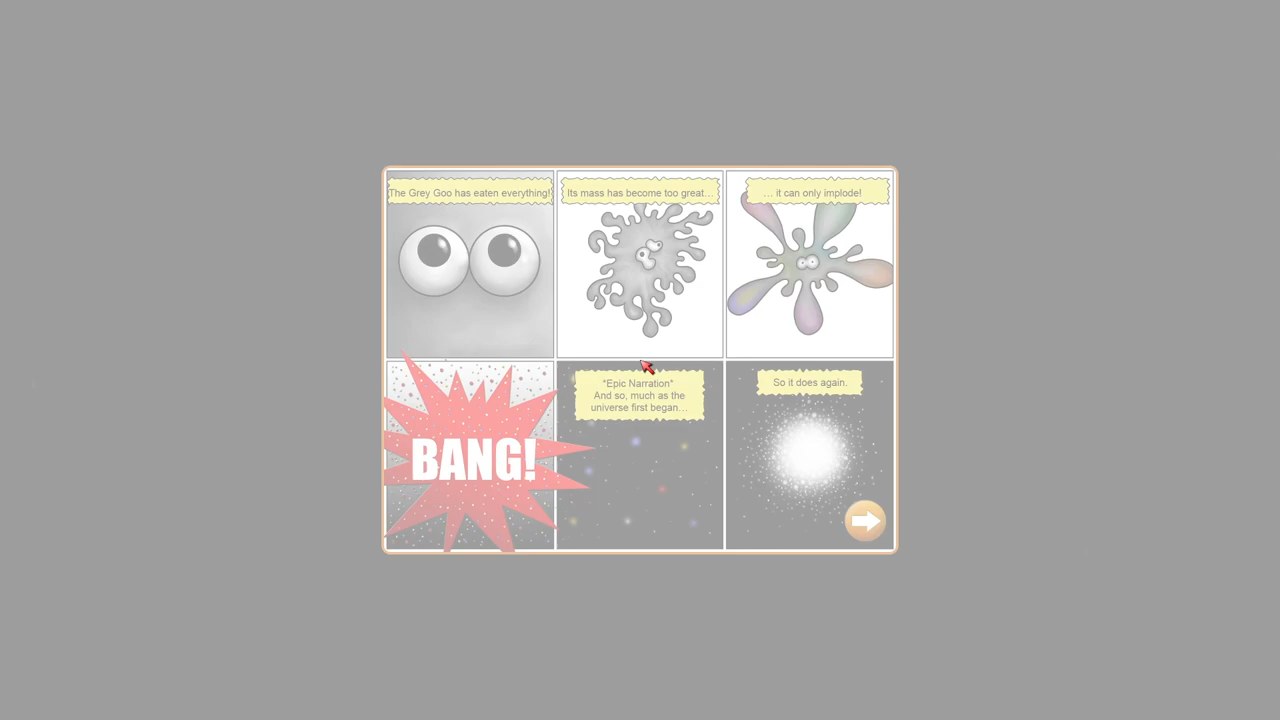 The Grey Goo has eaten everything!
Its mass has become too great...
... it can only implode!
BANG!
*Epic Narration*
And so, much as the
universe first began...
So it does again.